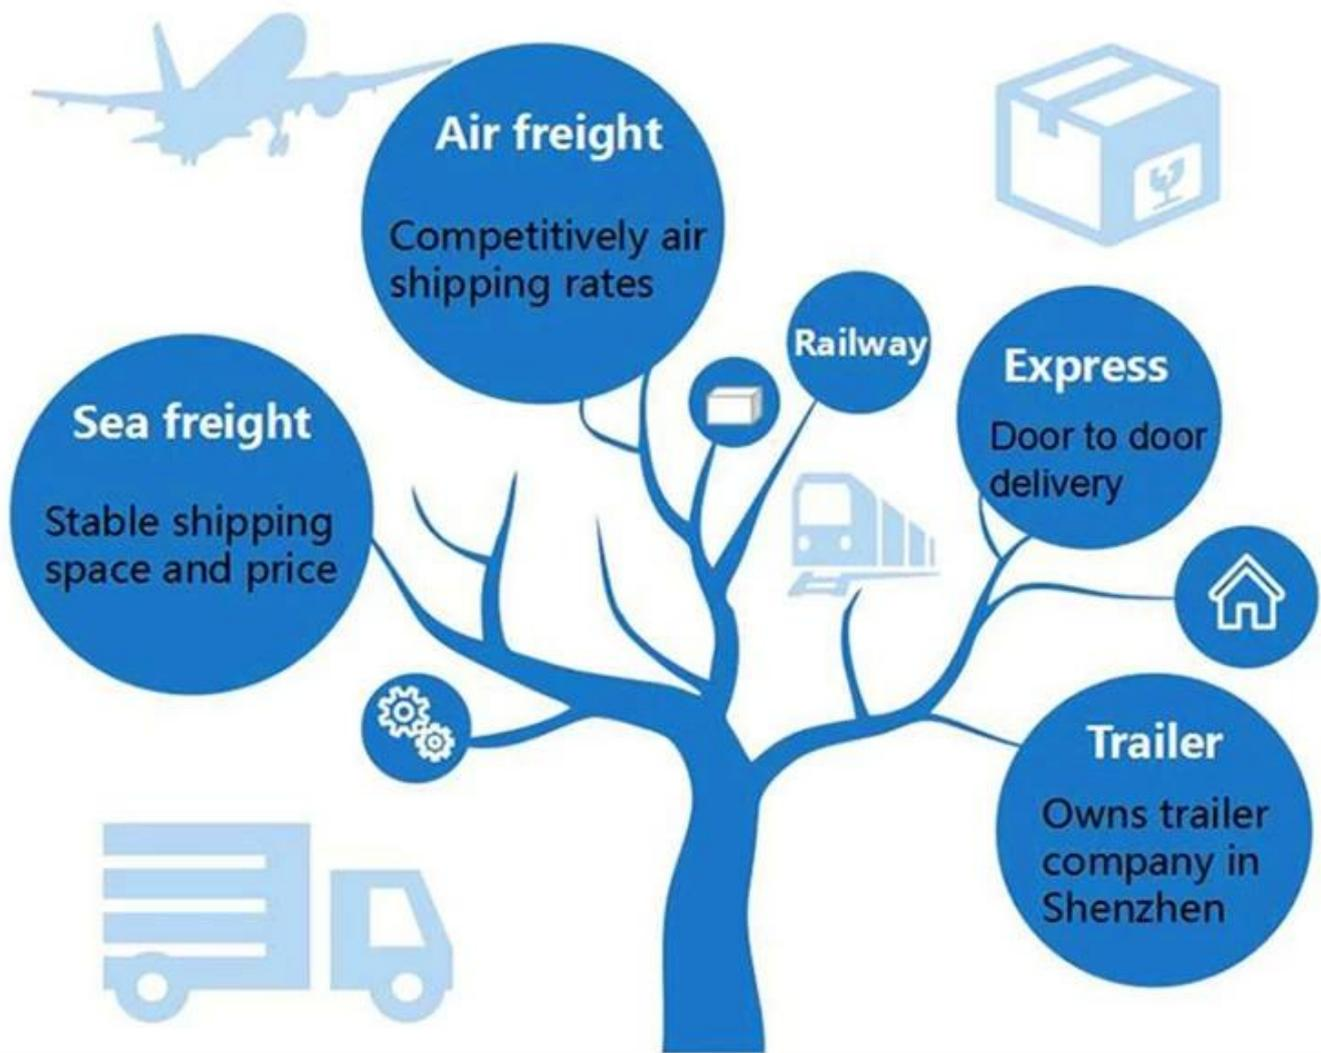 Air freight
Competitively air
shipping rates
Railway
Express
Door to door
delivery
Sea freight
Stable shipping
space and price
Trailer
Owns trailer
company in
Shenzhen